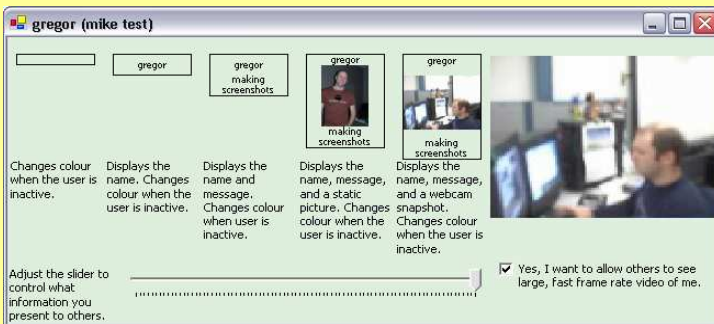 gregor (mike test)
gregor
gregor
making
screenshots
gregor
making
screenshots
gregor
making
screenshots
Changes colour
when the user is
inactive.
Displays the
name. Changes
colour when the
user is inactive.
Displays the
name and
message.
Changes colour
when user is
inactive.
Displays the
name, message,
and a static
picture. Changes
colour when the
user is inactive.
Displays the
name, message,
and a webcam
snapshot.
Changes colour
when the user is
inactive.
Adjust the slider to
control what
information you
present to others.
Yes, I want to allow others to see
large, fast frame rate video of me.